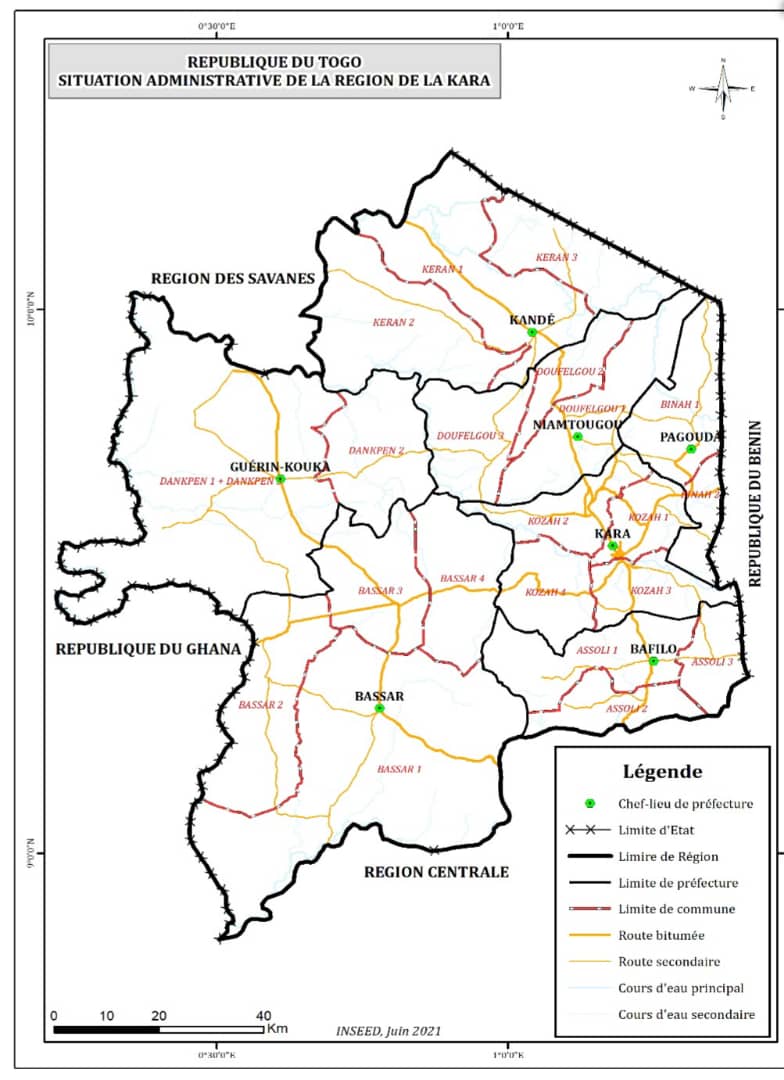 0°30'0"E
1°0'0"E
REPUBLIQUE DU TOGO
SITUATION ADMINISTRATIVE DE LA REGION DE LA KARA
N
W
E
S
REGION DES SAVANES
KERAN 1
KERAN 3
10°0'0"N
KERAN 2
KANDÉ
DOUFELGOU 2
DOUFELGOU 1
BINAH 1
NIAMTOUGOU
DOUFELGOU 3
PAGOUDA
DANKPEN 2
GUÉRIN-KOUKA
DANKPEN 1 + DANKPEN
BINAH 2
REPUBLIQUE DU BENIN
KOZAH 2
KOZAH 1
KARA
BASSAR 4
BASSAR 3
KOZAH 4
KOZAH 3
REPUBLIQUE DU GHANA
ASSOLI 1
BAFILO
ASSOLI 3
BASSAR
BASSAR 2
ASSOLI 2
BASSAR 1
9°0'0"N
REGION CENTRALE
Légende
Chef-lieu de préfecture
Limite d'Etat
Limire de Région
Limite de préfecture
Limite de commune
Route bitumée
Route secondaire
Cours d'eau principal
Cours d'eau secondaire
0 10 20 40
Km
INSEED, Juin 2021
0°30'0"E
1°0'0"E